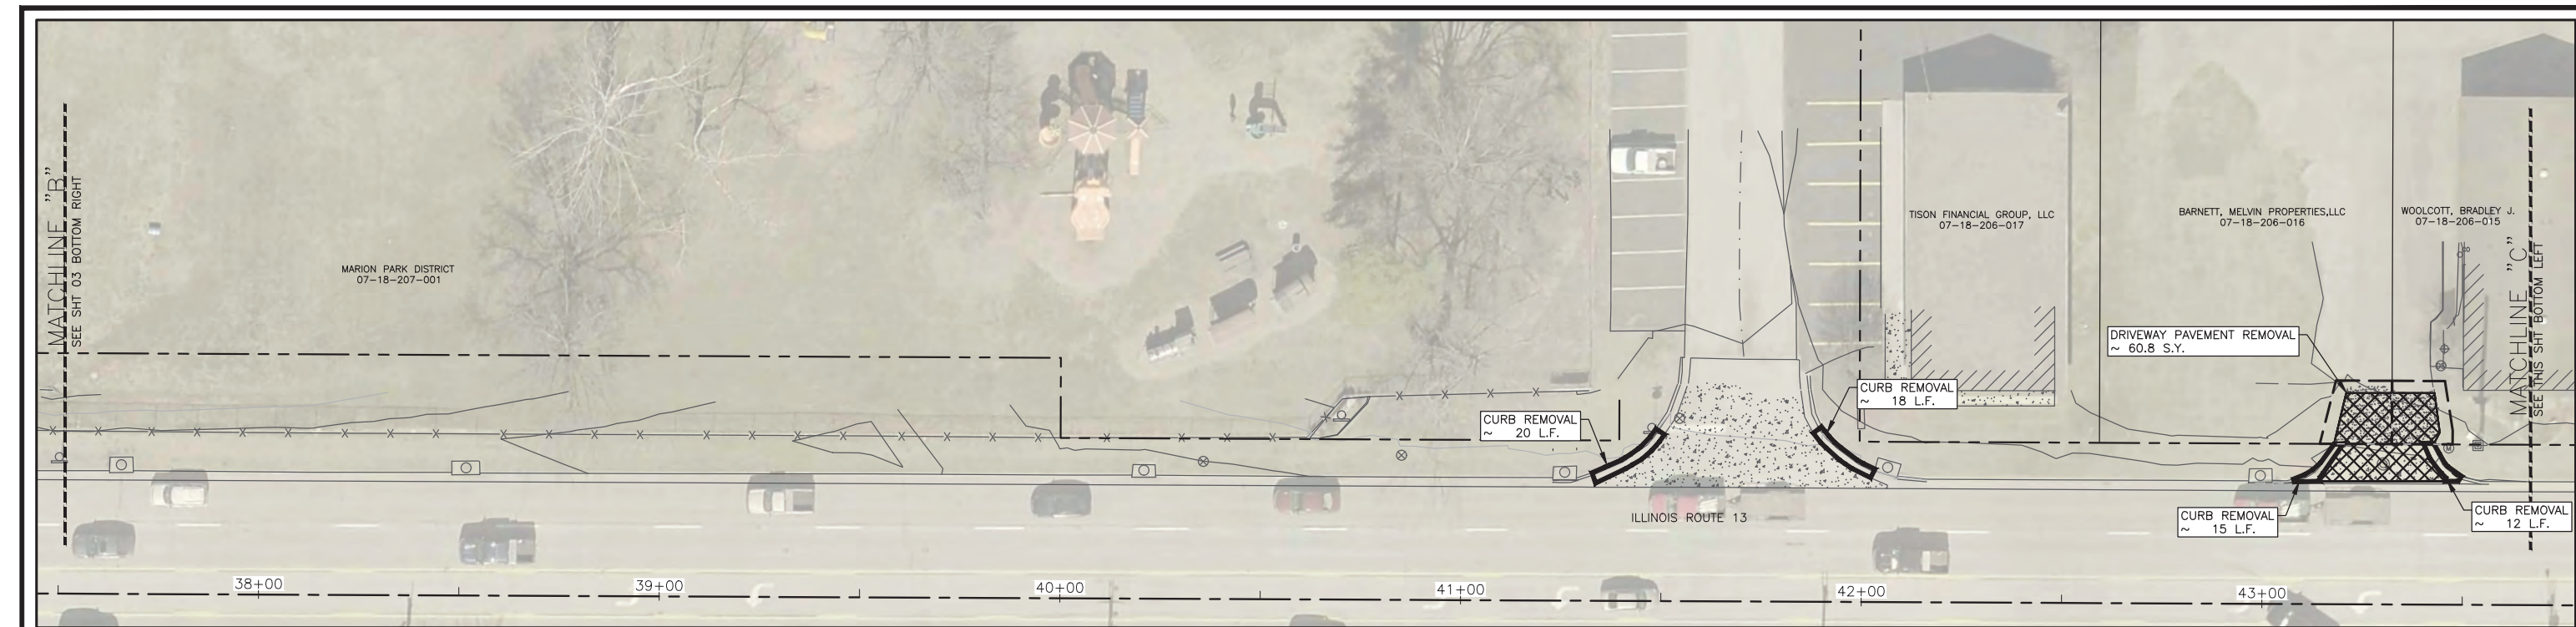 MATCHLINE "B"
SEE SHT 03 BOTTOM RIGHT
MARION PARK DISTRICT
07-18-207-001
TISON FINANCIAL GROUP, LLC
07-18-206-017
BARNETT, MELVIN PROPERTIES,LLC
07-18-206-016
WOOLCOTT, BRADLEY J.
07-18-206-015
MATCHLINE "C"
SEE THIS SHT BOTTOM LEFT
DRIVEWAY PAVEMENT REMOVAL
~ 60.8 S.Y.
CURB REMOVAL
~ 18 L.F.
CURB REMOVAL
~ 20 L.F.
CURB REMOVAL
~ 15 L.F.
CURB REMOVAL
~ 12 L.F.
ILLINOIS ROUTE 13
38+00
39+00
40+00
41+00
42+00
43+00